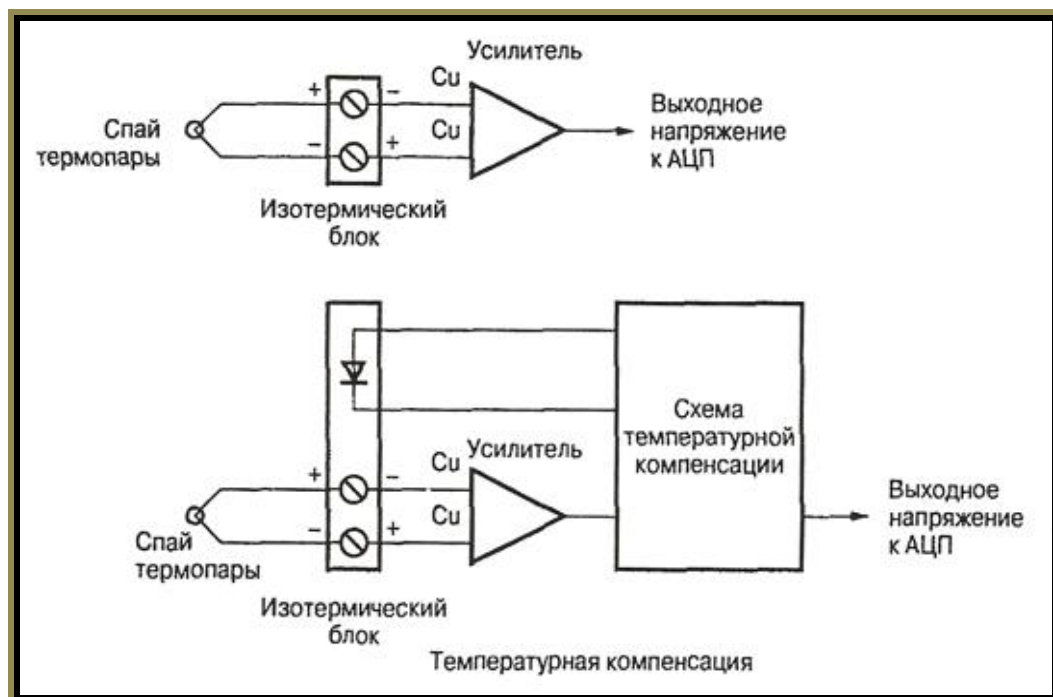 Усилитель
Cu
+
-
Cu
Выходное
напряжение
к АЦП
Спай
термопары
-
+
Изотермический
блок
Схема
температурной
компенсации
Усилитель
Cu
+
-
Cu
Выходное
напряжение
к АЦП
-
+
Спай
термопары
Изотермический
блок
Температурная компенсация